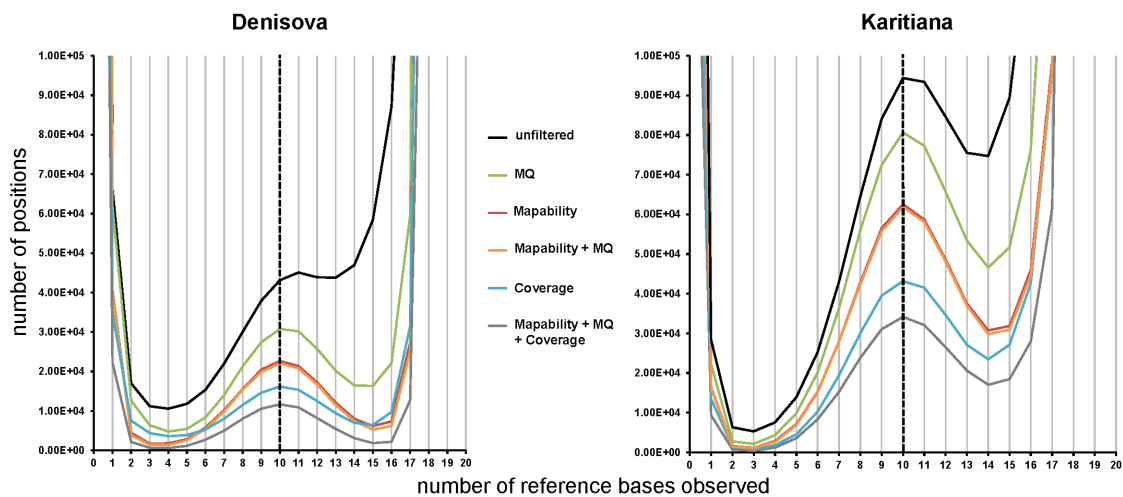 Denisova
Karitiana
number of positions
1.00E+05
9.00E+04
8.00E+04
7.00E+04
6.00E+04
5.00E+04
4.00E+04
3.00E+04
2.00E+04
1.00E+04
0.00E+00
0 1 2 3 4 5 6 7 8 9 10 11 12 13 14 15 16 17 18 19 20
unfiltered
MQ
Mapability
Mapability + MQ
Coverage
Mapability + MQ
+ Coverage
1.00E+05
9.00E+04
8.00E+04
7.00E+04
6.00E+04
5.00E+04
4.00E+04
3.00E+04
2.00E+04
1.00E+04
0.00E+00
0 1 2 3 4 5 6 7 8 9 10 11 12 13 14 15 16 17 18 19 20
number of reference bases observed